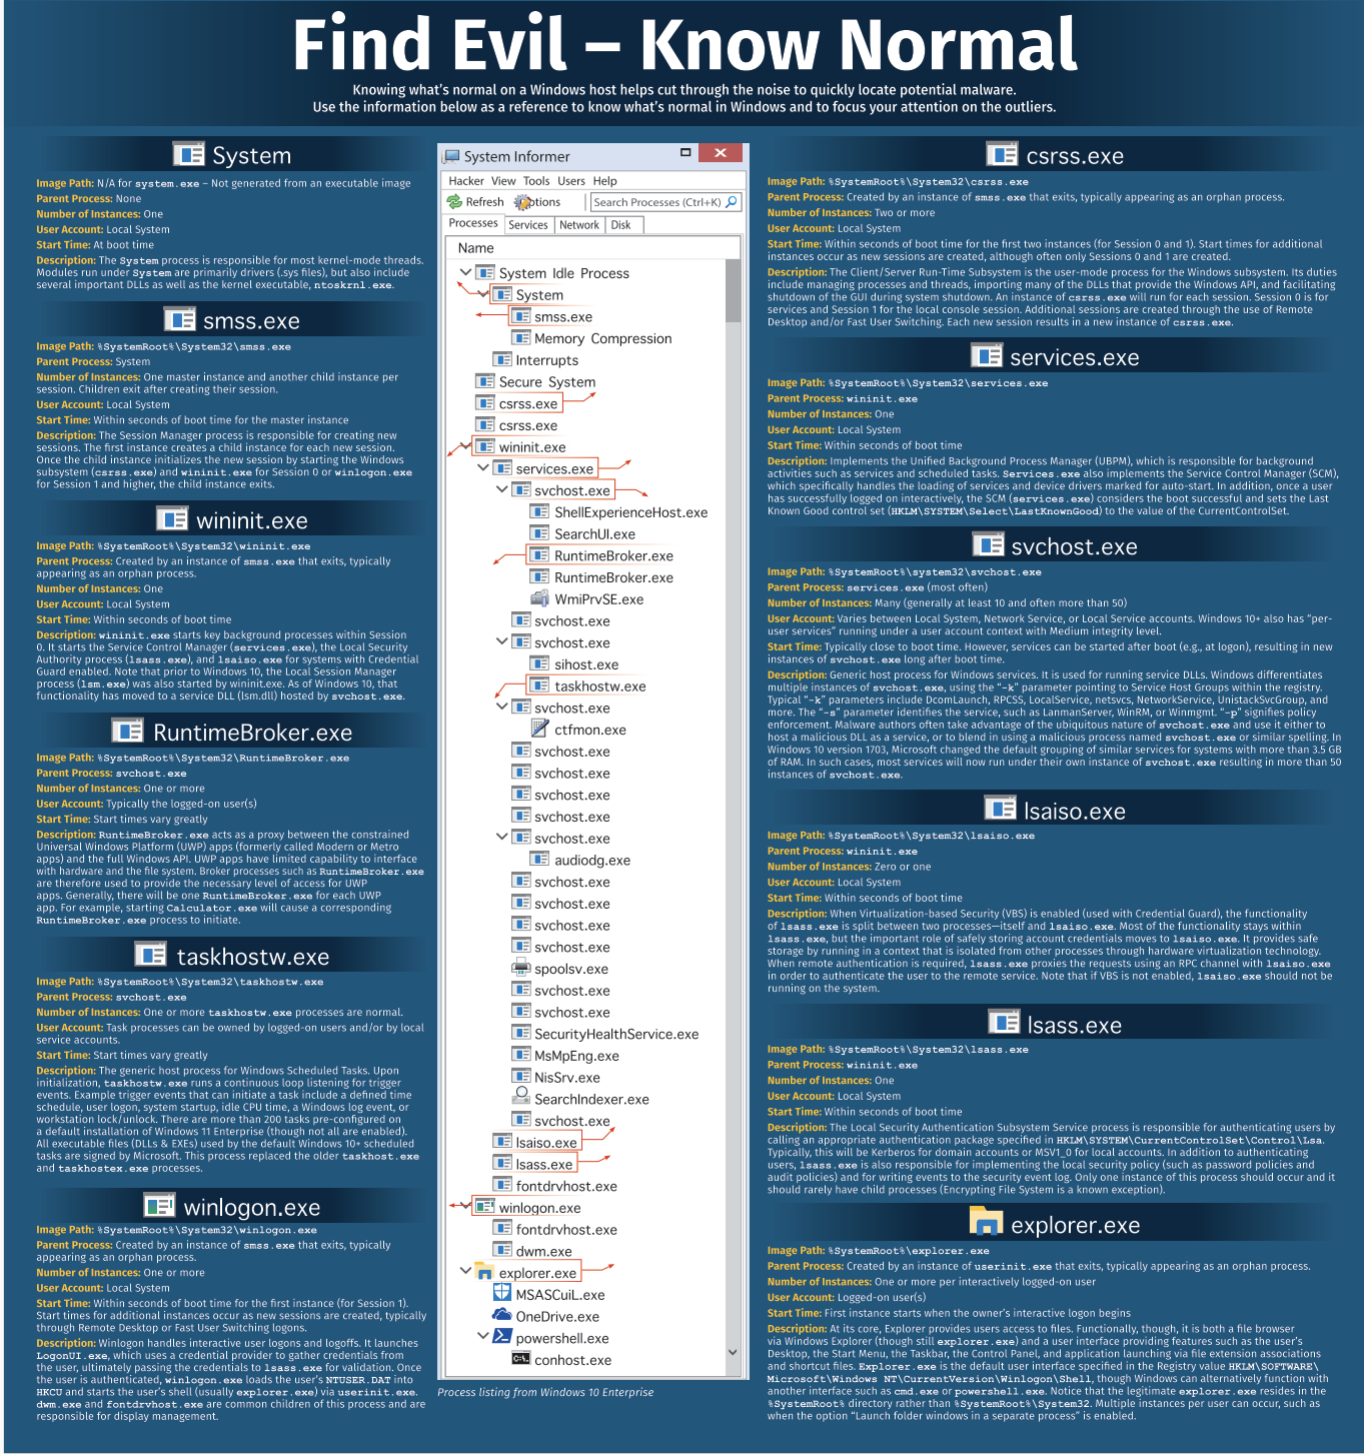 Find Evil – Know Normal
Knowing what's normal on a Windows host helps cut through the noise to quickly locate potential malware.
Use the information below as a reference to know what's normal in Windows and to focus your attention on the outliers.
System
Image Path: N/A for system.exe – Not generated from an executable image
Parent Process: None
Number of Instances: One
User Account: Local System
Start Time: At boot time
Description: The System process is responsible for most kernel-mode threads.
Modules run under System are primarily drivers (.sys files), but also include
several important DLLs as well as the kernel executable, ntoskrnl.exe.
smss.exe
Image Path: %SystemRoot%\System32\smss.exe
Parent Process: System
Number of Instances: One master instance and another child instance per
session. Children exit after creating their session.
User Account: Local System
Start Time: Within seconds of boot time for the master instance
Description: The Session Manager process is responsible for creating new
sessions. The first instance creates a child instance for each new session.
Once the child instance initializes the new session by starting the Windows
subsystem (csrss.exe) and wininit.exe for Session 0 or winlogon.exe
for Session 1 and higher, the child instance exits.
wininit.exe
Image Path: %SystemRoot%\System32\wininit.exe
Parent Process: Created by an instance of smss.exe that exits, typically
appearing as an orphan process.
Number of Instances: One
User Account: Local System
Start Time: Within seconds of boot time
Description: wininit.exe starts key background processes within Session
0. It starts the Service Control Manager (services.exe), the Local Security
Authority process (lsass.exe), and lsaiso.exe for systems with Credential
Guard enabled. Note that prior to Windows 10, the Local Session Manager
process (lsm.exe) was also started by wininit.exe. As of Windows 10, that
functionality has moved to a service DLL (lsm.dll) hosted by svchost.exe.
RuntimeBroker.exe
Image Path: %SystemRoot%\System32\RuntimeBroker.exe
Parent Process: svchost.exe
Number of Instances: One or more
User Account: Typically the logged-on user(s)
Start Time: Start times vary greatly
Description: RuntimeBroker.exe acts as a proxy between the constrained
Universal Windows Platform (UWP) apps (formerly called Modern or Metro
apps) and the full Windows API. UWP apps have limited capability to interface
with hardware and the file system. Broker processes such as RuntimeBroker.exe
are therefore used to provide the necessary level of access for UWP
apps. Generally, there will be one RuntimeBroker.exe for each UWP
app. For example, starting Calculator.exe will cause a corresponding
RuntimeBroker.exe process to initiate.
taskhostw.exe
Image Path: %SystemRoot%\System32\taskhostw.exe
Parent Process: svchost.exe
Number of Instances: One or more taskhostw.exe processes are normal.
User Account: Task processes can be owned by logged-on users and/or by local
service accounts.
Start Time: Start times vary greatly
Description: The generic host process for Windows Scheduled Tasks. Upon
initialization, taskhostw.exe runs a continuous loop listening for trigger
events. Example trigger events that can initiate a task include a defined time
schedule, user logon, system startup, idle CPU time, a Windows log event, or
workstation lock/unlock. There are more than 200 tasks pre-configured on
a default installation of Windows 11 Enterprise (though not all are enabled).
All executable files (DLLs & EXEs) used by the default Windows 10+ scheduled
tasks are signed by Microsoft. This process replaced the older taskhost.exe
and taskhostex.exe processes.
winlogon.exe
Image Path: %SystemRoot%\System32\winlogon.exe
Parent Process: Created by an instance of smss.exe that exits, typically
appearing as an orphan process.
Number of Instances: One or more
User Account: Local System
Start Time: Within seconds of boot time for the first instance (for Session 1).
Start times for additional instances occur as new sessions are created, typically
through Remote Desktop or Fast User Switching logons.
Description: Winlogon handles interactive user logons and logoffs. It launches
LogonUI.exe, which uses a credential provider to gather credentials from
the user, ultimately passing the credentials to lsass.exe for validation. Once
the user is authenticated, winlogon.exe loads the user's NTUSER.DAT into
HKCU and starts the user's shell (usually explorer.exe) via userinit.exe.
dwm.exe and fontdrvhost.exe are common children of this process and are
responsible for display management.
System Informer
Hacker View Tools Users Help
Refresh Options Search Processes (Ctrl+K)
Processes Services Network Disk
Name
System Idle Process
System
smss.exe
Memory Compression
Interrupts
Secure System
csrss.exe
csrss.exe
wininit.exe
services.exe
svchost.exe
ShellExperienceHost.exe
SearchUI.exe
RuntimeBroker.exe
RuntimeBroker.exe
WmiPrvSE.exe
svchost.exe
svchost.exe
sihost.exe
taskhostw.exe
svchost.exe
ctfmon.exe
svchost.exe
svchost.exe
svchost.exe
svchost.exe
svchost.exe
audiodg.exe
svchost.exe
svchost.exe
svchost.exe
svchost.exe
spoolsv.exe
svchost.exe
svchost.exe
SecurityHealthService.exe
MsMpEng.exe
NisSrv.exe
SearchIndexer.exe
svchost.exe
lsaiso.exe
lsass.exe
fontdrvhost.exe
winlogon.exe
fontdrvhost.exe
dwm.exe
explorer.exe
MSASCuiL.exe
OneDrive.exe
powershell.exe
conhost.exe
Process listing from Windows 10 Enterprise
csrss.exe
Image Path: %SystemRoot%\System32\csrss.exe
Parent Process: Created by an instance of smss.exe that exits, typically appearing as an orphan process.
Number of Instances: Two or more
User Account: Local System
Start Time: Within seconds of boot time for the first two instances (for Session 0 and 1). Start times for additional
instances occur as new sessions are created, although often only Sessions 0 and 1 are created.
Description: The Client/Server Run-Time Subsystem is the user-mode process for the Windows subsystem. Its duties
include managing processes and threads, importing many of the DLLs that provide the Windows API, and facilitating
shutdown of the GUI during system shutdown. An instance of csrss.exe will run for each session. Session 0 is for
services and Session 1 for the local console session. Additional sessions are created through the use of Remote
Desktop and/or Fast User Switching. Each new session results in a new instance of csrss.exe.
services.exe
Image Path: %SystemRoot%\System32\services.exe
Parent Process: wininit.exe
Number of Instances: One
User Account: Local System
Start Time: Within seconds of boot time
Description: Implements the Unified Background Process Manager (UBPM), which is responsible for background
activities such as services and scheduled tasks. Services.exe also implements the Service Control Manager (SCM),
which specifically handles the loading of services and device drivers marked for auto-start. In addition, once a user
has successfully logged on interactively, the SCM (services.exe) considers the boot successful and sets the Last
Known Good control set (HKLM\SYSTEM\Select\LastKnownGood) to the value of the CurrentControlSet.
svchost.exe
Image Path: %SystemRoot%\system32\svchost.exe
Parent Process: services.exe (most often)
Number of Instances: Many (generally at least 10 and often more than 50)
User Account: Varies between Local System, Network Service, or Local Service accounts. Windows 10+ also has "per-
user services" running under a user account context with Medium integrity level.
Start Time: Typically close to boot time. However, services can be started after boot (e.g., at logon), resulting in new
instances of svchost.exe long after boot time.
Description: Generic host process for Windows services. It is used for running service DLLs. Windows differentiates
multiple instances of svchost.exe, using the "-k" parameter pointing to Service Host Groups within the registry.
Typical "-k" parameters include DcomLaunch, RPCSS, LocalService, netsvcs, NetworkService, UnistackSvcGroup, and
more. The "-s" parameter identifies the service, such as LanmanServer, WinRM, or Winmgmt. "-p" signifies policy
enforcement. Malware authors often take advantage of the ubiquitous nature of svchost.exe and use it either to
host a malicious DLL as a service, or to blend in using a malicious process named svchost.exe or similar spelling. In
Windows 10 version 1703, Microsoft changed the default grouping of similar services for systems with more than 3.5 GB
of RAM. In such cases, most services will now run under their own instance of svchost.exe resulting in more than 50
instances of svchost.exe.
lsaiso.exe
Image Path: %SystemRoot%\System32\lsaiso.exe
Parent Process: wininit.exe
Number of Instances: Zero or one
User Account: Local System
Start Time: Within seconds of boot time
Description: When Virtualization-based Security (VBS) is enabled (used with Credential Guard), the functionality
of lsass.exe is split between two processes—itself and lsaiso.exe. Most of the functionality stays within
lsass.exe, but the important role of safely storing account credentials moves to lsaiso.exe. It provides safe
storage by running in a context that is isolated from other processes through hardware virtualization technology.
When remote authentication is required, lsass.exe proxies the requests using an RPC channel with lsaiso.exe
in order to authenticate the user to the remote service. Note that if VBS is not enabled, lsaiso.exe should not be
running on the system.
lsass.exe
Image Path: %SystemRoot%\System32\lsass.exe
Parent Process: wininit.exe
Number of Instances: One
User Account: Local System
Start Time: Within seconds of boot time
Description: The Local Security Authentication Subsystem Service process is responsible for authenticating users by
calling an appropriate authentication package specified in HKLM\SYSTEM\CurrentControlSet\Control\Lsa.
Typically, this will be Kerberos for domain accounts or MSV1_0 for local accounts. In addition to authenticating
users, lsass.exe is also responsible for implementing the local security policy (such as password policies and
audit policies) and for writing events to the security event log. Only one instance of this process should occur and it
should rarely have child processes (Encrypting File System is a known exception).
explorer.exe
Image Path: %SystemRoot%\explorer.exe
Parent Process: Created by an instance of userinit.exe that exits, typically appearing as an orphan process.
Number of Instances: One or more per interactively logged-on user
User Account: Logged-on user(s)
Start Time: First instance starts when the owner's interactive logon begins
Description: At its core, Explorer provides users access to files. Functionally, though, it is both a file browser
via Windows Explorer (though still explorer.exe) and a user interface providing features such as the user's
Desktop, the Start Menu, the Taskbar, the Control Panel, and application launching via file extension associations
and shortcut files. Explorer.exe is the default user interface specified in the Registry value HKLM\SOFTWARE\
Microsoft\Windows NT\CurrentVersion\Winlogon\Shell, though Windows can alternatively function with
another interface such as cmd.exe or powershell.exe. Notice that the legitimate explorer.exe resides in the
%SystemRoot% directory rather than %SystemRoot%\System32. Multiple instances per user can occur, such as
when the option "Launch folder windows in a separate process" is enabled.